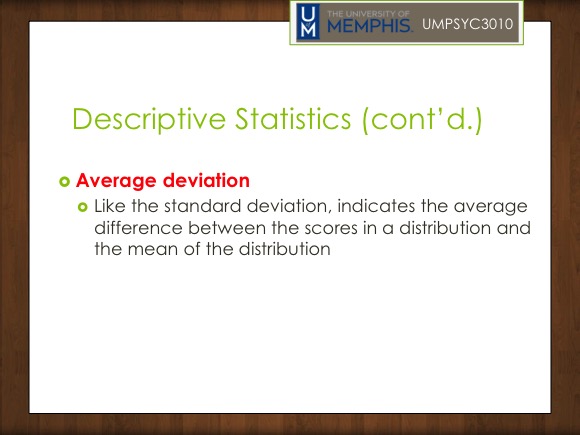 UM
THE UNIVERSITY OF
MEMPHIS.
UMPSYC3010
Descriptive Statistics (cont’d.)
Average deviation
Like the standard deviation, indicates the average
difference between the scores in a distribution and
the mean of the distribution